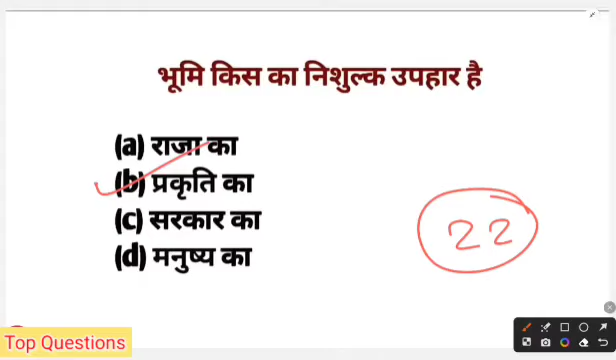 भूमि किस का निशुल्क उपहार है
(a) राजा का
(b) प्रकृति का
(c) सरकार का
(d) मनुष्य का
22
Top Questions